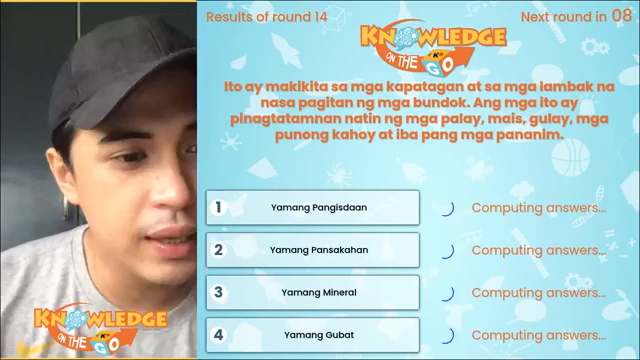 Results of round 14
Next round in 08
KNOWLEDGE
ON THE
GO
Ito ay makikita sa mga kapatagan at sa mga lambak na
nasa pagitan ng mga bundok. Ang mga ito ay
pinagtatamnan natin ng mga palay, mais, gulay, mga
punong kahoy at iba pang mga pananim.
1 Yamang Pangisdaan Computing answers...
2 Yamang Pansakahan Computing answers...
3 Yamang Mineral Computing answers...
4 Yamang Gubat Computing answers...
KNOWLEDGE
ON THE
GO